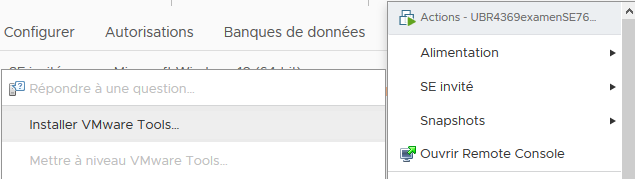 Configurer Autorisations Banques de données
Actions - UBR4369examenSE76...
Alimentation
SE invité
Snapshots
Ouvrir Remote Console
Répondre à une question...
Installer VMware Tools...
Mettre à niveau VMware Tools...